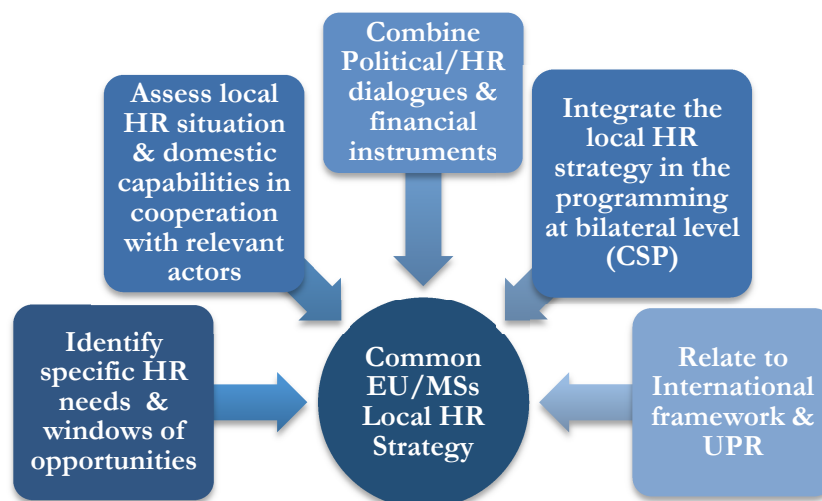 Combine
Political/HR
dialogues &
financial
instruments
Assess local
HR situation
& domestic
capabilities in
cooperation
with relevant
actors
Integrate the
local HR
strategy in the
programming
at bilateral level
(CSP)
Identify
specific HR
needs &
windows of
opportunities
Common
EU/MSs
Local HR
Strategy
Relate to
International
framework &
UPR